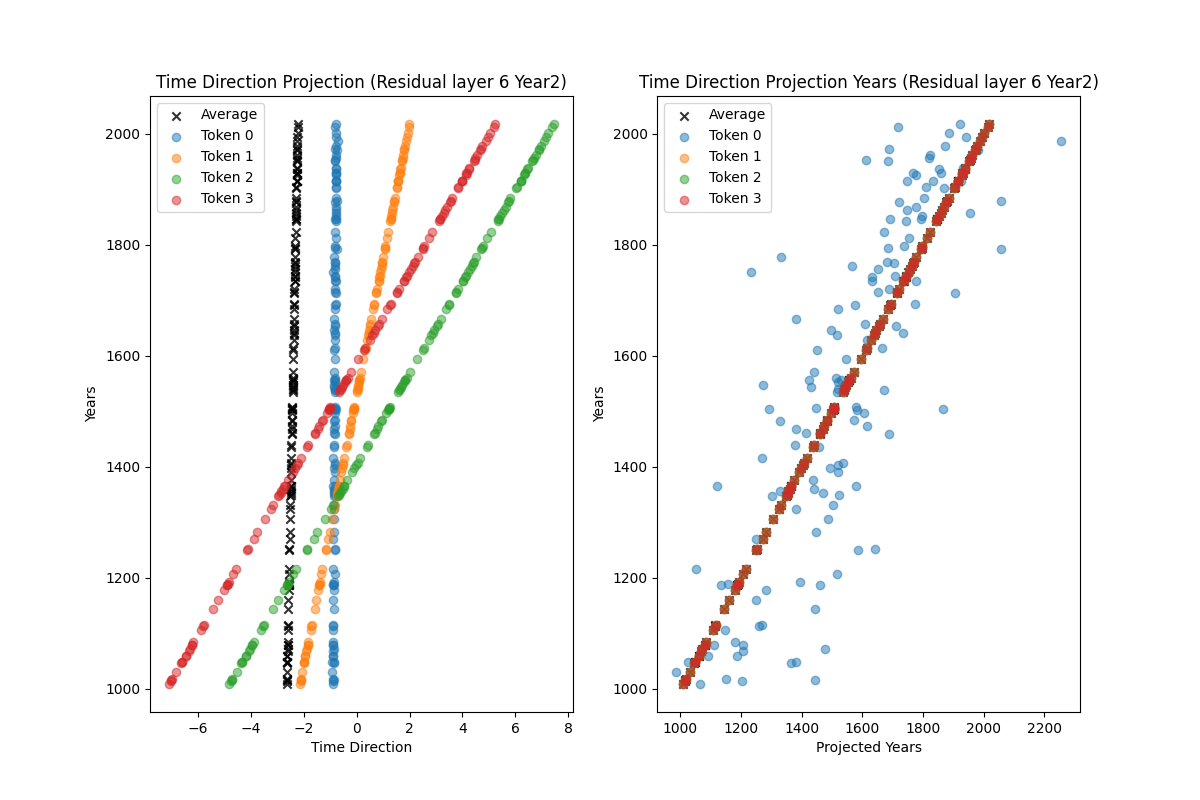 Time Direction Projection (Residual layer 6 Year2)
Average
Token 0
Token 1
Token 2
Token 3
2000
1800
1600
1400
1200
1000
Years
−6
−4
−2
0
2
4
6
8
Time Direction
Time Direction Projection Years (Residual layer 6 Year2)
Average
Token 0
Token 1
Token 2
Token 3
2000
1800
1600
1400
1200
1000
Years
1000
1200
1400
1600
1800
2000
2200
Projected Years